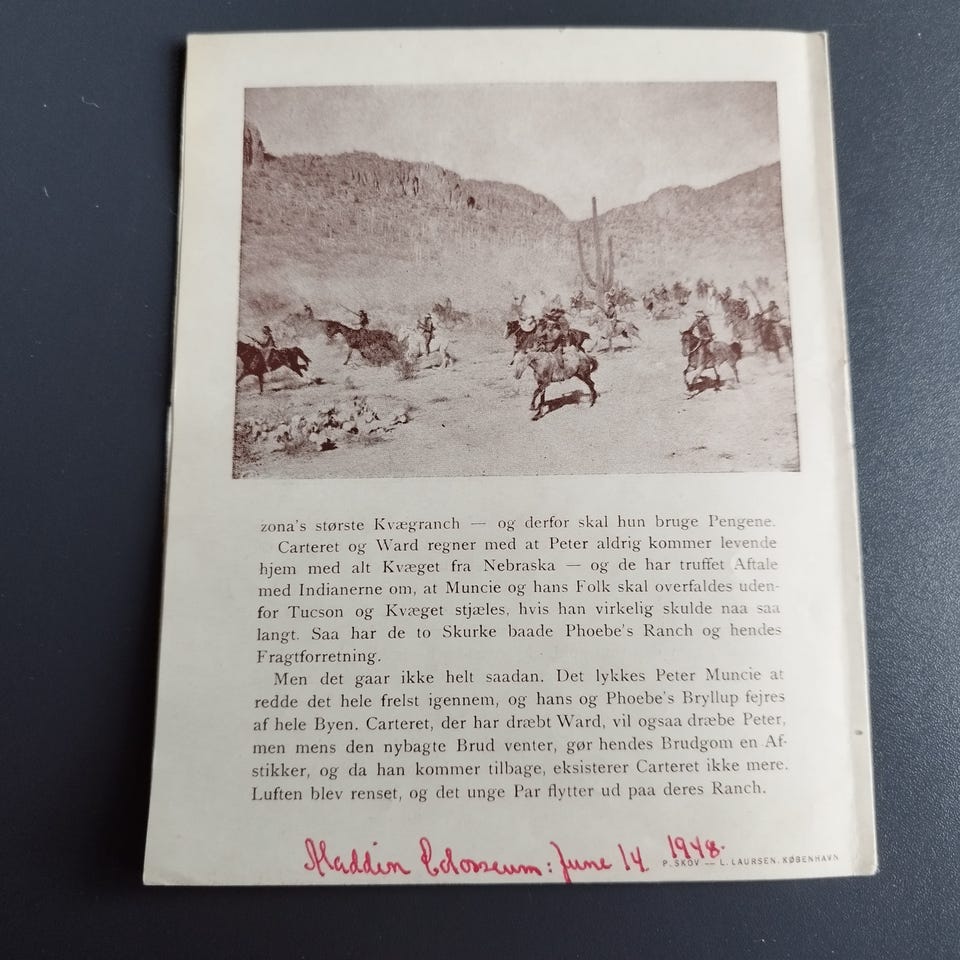 zona's største Kvægranch — og derfor skal hun bruge Pengene.
Carteret og Ward regner med at Peter aldrig kommer levende
hjem med alt Kvæget fra Nebraska — og de har truffet Aftale
med Indianerne om, at Muncie og hans Folk skal overfaldes uden-
for Tucson og Kvæget stjæles, hvis han virkelig skulde naa saa
langt. Saa har de to Skurke baade Phoebe's Ranch og hendes
Fragtforretning.
Men det gaar ikke helt saadan. Det lykkes Peter Muncie at
redde det hele frelst igennem, og hans og Phoebe's Bryllup fejres
af hele Byen. Carteret, der har dræbt Ward, vil ogsaa dræbe Peter,
men mens den nybagte Brud venter, gør hendes Brudgom en Af-
stikker, og da han kommer tilbage, eksisterer Carteret ikke mere.
Luften blev renset, og det unge Par flytter ud paa deres Ranch.
Aladdin Colosseum: June 14. 1948.
P. SKOV — L. LAURSEN. KØBENHAVN